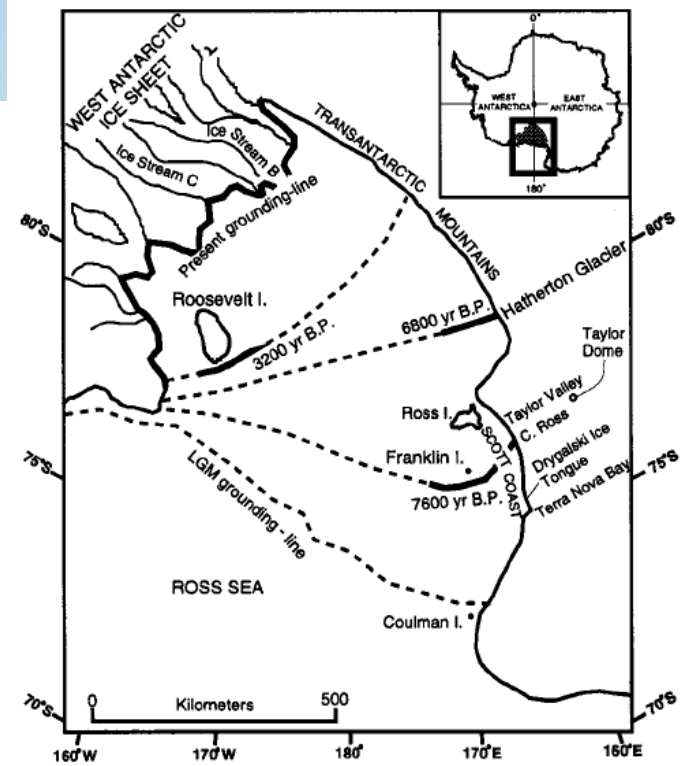 0°
WEST ANTARCTIC
ICE SHEET
WEST
ANTARCTICA
EAST
ANTARCTICA
180°
TRANSANTARCTIC
MOUNTAINS
Ice Stream B
Ice Stream C
Present grounding-line
80°S
80°S
Hatherton Glacier
Roosevelt I.
6800 yr B.P.
3200 yr B.P.
Taylor
Dome
Taylor Valley
Ross I.
C. Ross
SCOTT COAST
Franklin I.
Drygalski Ice
Tongue
75°S
75°S
LGM grounding-line
7600 yr B.P.
Terra Nova Bay
ROSS SEA
Coulman I.
0
500
Kilometers
70°S
70°S
160°W
170°W
180°
170°E
160°E